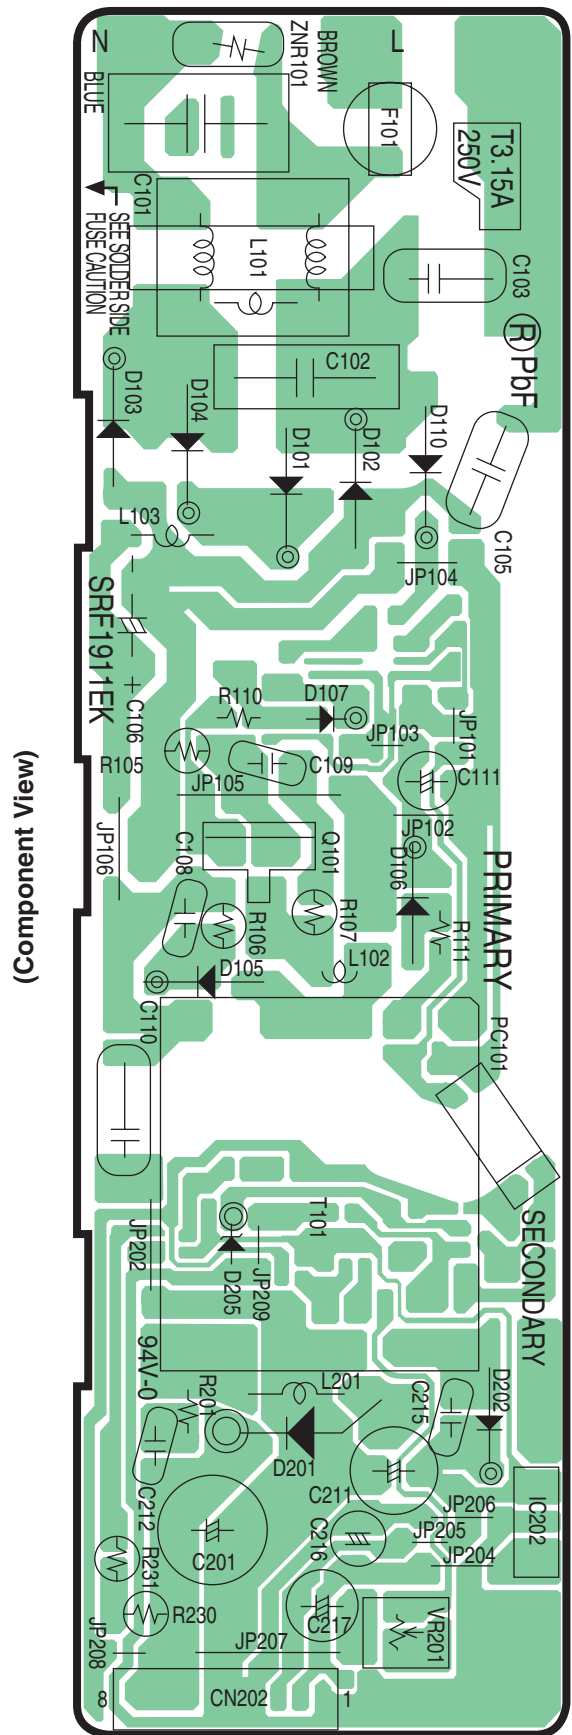 (Component View)
N
L
ZNR101
BROWN
BLUE
F101
T3.15A
250V
C101
SEE SOLDER SIDE
FUSE CAUTION
L101
C103
R PbF
C102
D103
D104
D101
D102
D110
C105
L103
JP104
SRF1911EK
C106
R110
D107
JP103
JP101
R105
JP105
C109
C111
JP106
C108
Q101
JP102
D106
R106
R107
R111
PRIMARY
D105
L102
C110
PC101
T101
JP202
D205
JP209
SECONDARY
94V-0
R201
L201
C215
D202
D201
C212
C211
JP206
IC202
C216
JP205
C201
JP204
R231
R230
C217
VR201
JP208
JP207
8
CN202
1